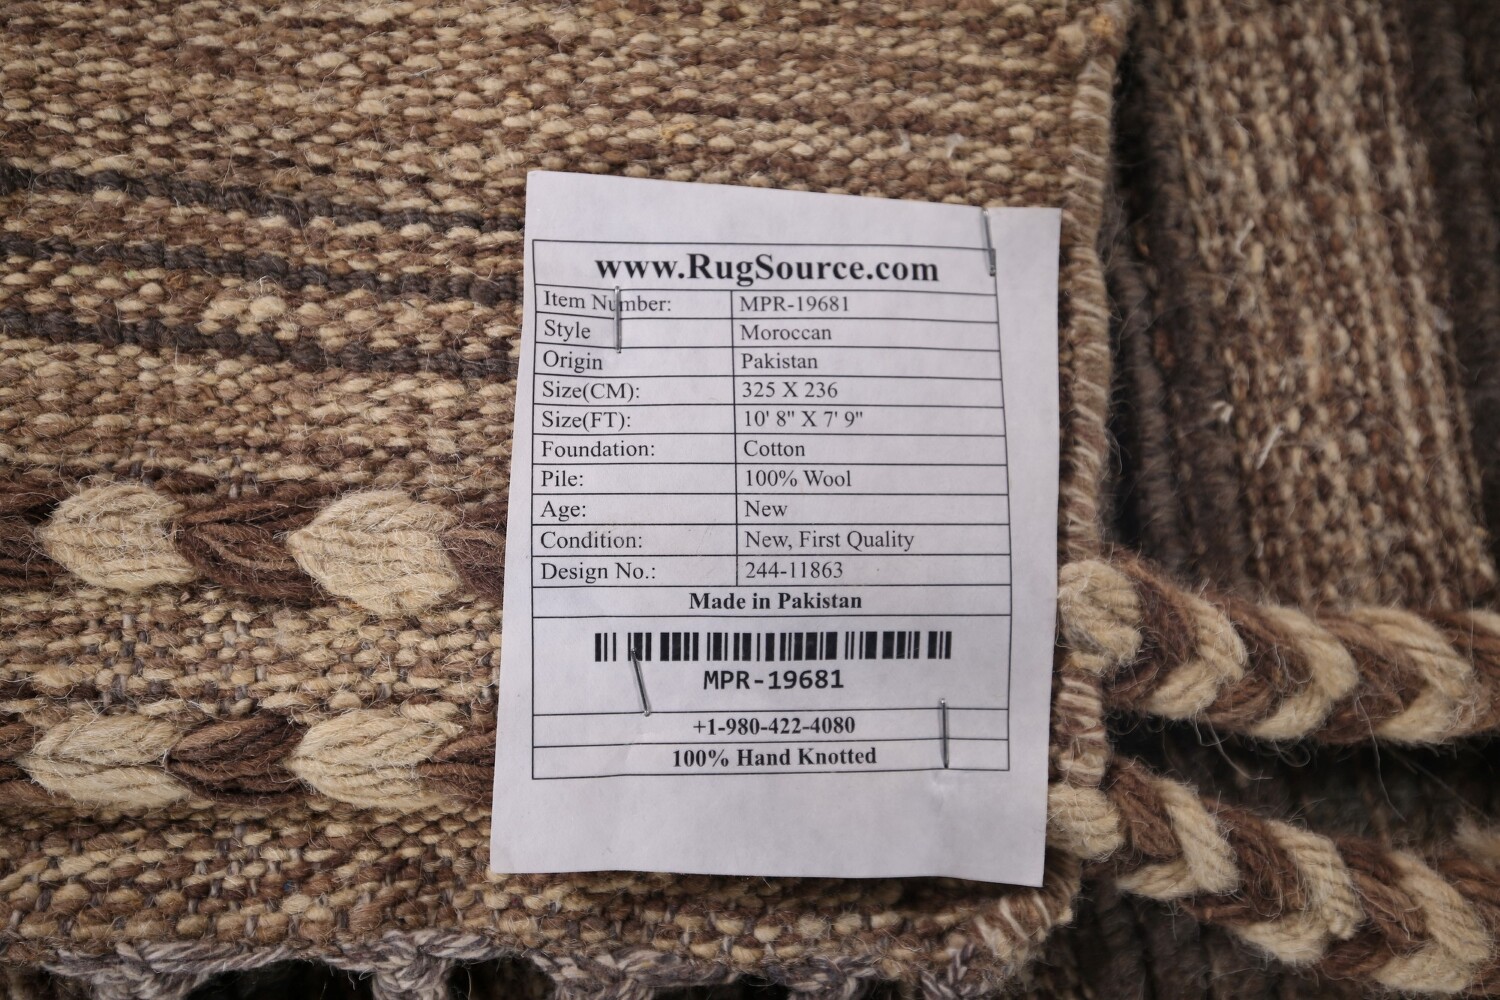 www.RugSource.com
Item Number: MPR-19681
Style Moroccan
Origin Pakistan
Size(CM): 325 X 236
Size(FT): 10' 8" X 7' 9"
Foundation: Cotton
Pile: 100% Wool
Age: New
Condition: New, First Quality
Design No.: 244-11863
Made in Pakistan
MPR-19681
+1-980-422-4080
100% Hand Knotted